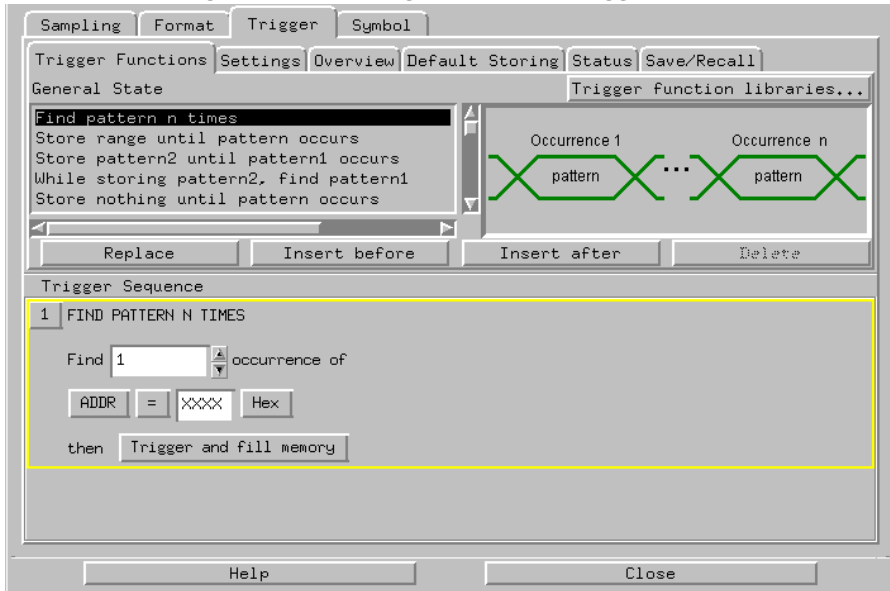 Sampling Format Trigger Symbol
Trigger Functions Settings Overview Default Storing Status Save/Recall
General State
Trigger function libraries...
Find pattern n times
Store range until pattern occurs
Store pattern2 until pattern1 occurs
While storing pattern2, find pattern1
Store nothing until pattern occurs
Occurrence 1 Occurrence n
pattern ... pattern
Replace Insert before Insert after Delete
Trigger Sequence
1 FIND PATTERN N TIMES
Find 1 occurrence of
ADDR = XXXX Hex
then Trigger and fill memory
Help Close